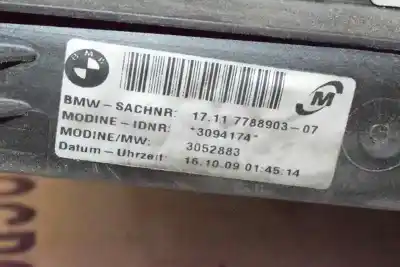 BMW
BMW-SACHNR: 17.11 7788903-07
MODINE-IDNR: *3094174*
MODINE/MW: 3052883
Datum-Uhrzeit: 16.10.09 01:45:14